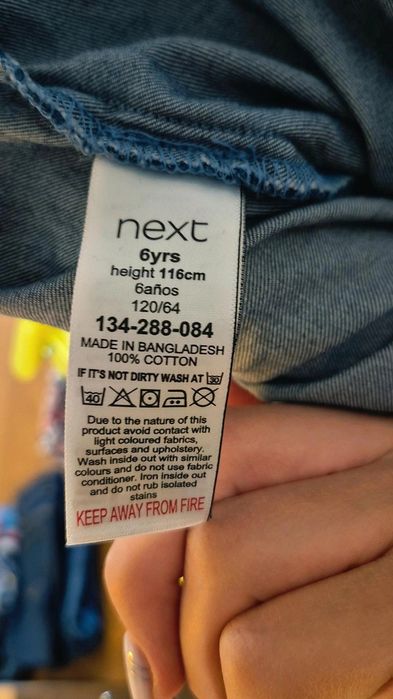 next
6yrs
height 116cm
6años
120/64
134-288-084
MADE IN BANGLADESH
100% COTTON
IF IT'S NOT DIRTY WASH AT 30
40
Due to the nature of this
product avoid contact with
light coloured fabrics,
surfaces and upholstery.
Wash inside out with similar
colours and do not use fabric
conditioner. Iron inside out
and do not rub isolated
stains
KEEP AWAY FROM FIRE